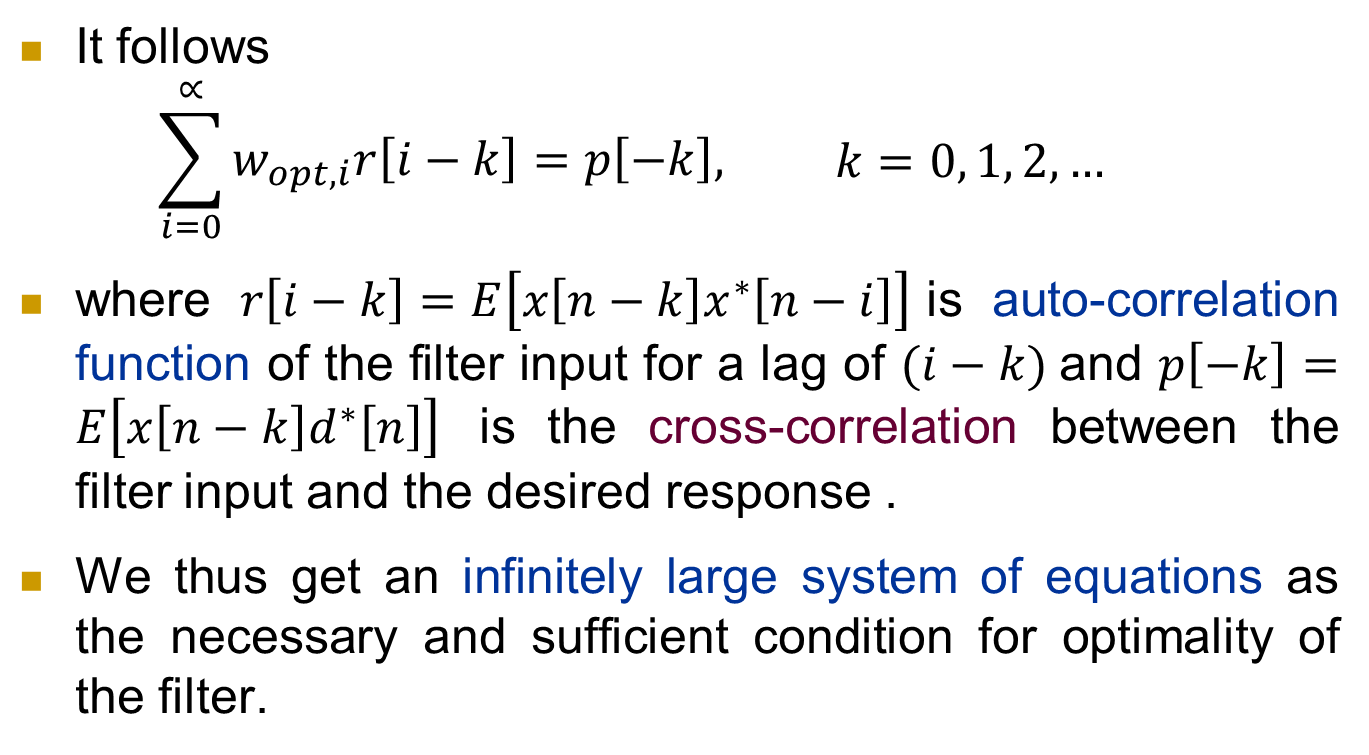 ■ It follows
∝
∑ w_{opt,i} r[i − k] = p[−k],    k = 0, 1, 2, …
i=0
■ where r[i − k] = E[x[n − k]x*[n − i]] is auto-correlation
function of the filter input for a lag of (i − k) and p[−k] =
E[x[n − k]d*[n]] is the cross-correlation between the
filter input and the desired response .
■ We thus get an infinitely large system of equations as
the necessary and sufficient condition for optimality of
the filter.